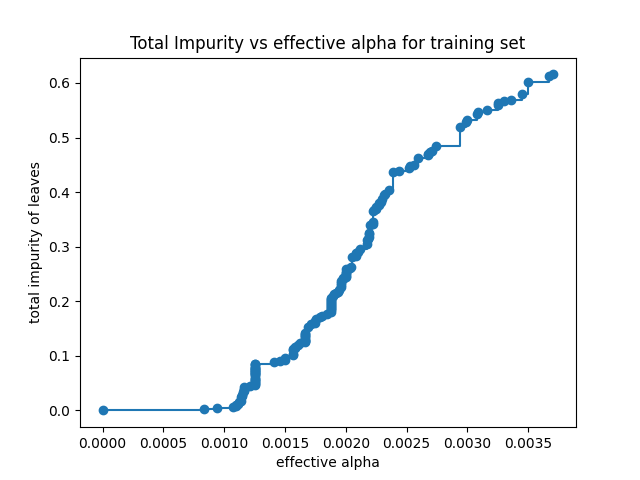 Total Impurity vs effective alpha for training set
total impurity of leaves
0.6
0.5
0.4
0.3
0.2
0.1
0.0
0.0000 0.0005 0.0010 0.0015 0.0020 0.0025 0.0030 0.0035
effective alpha